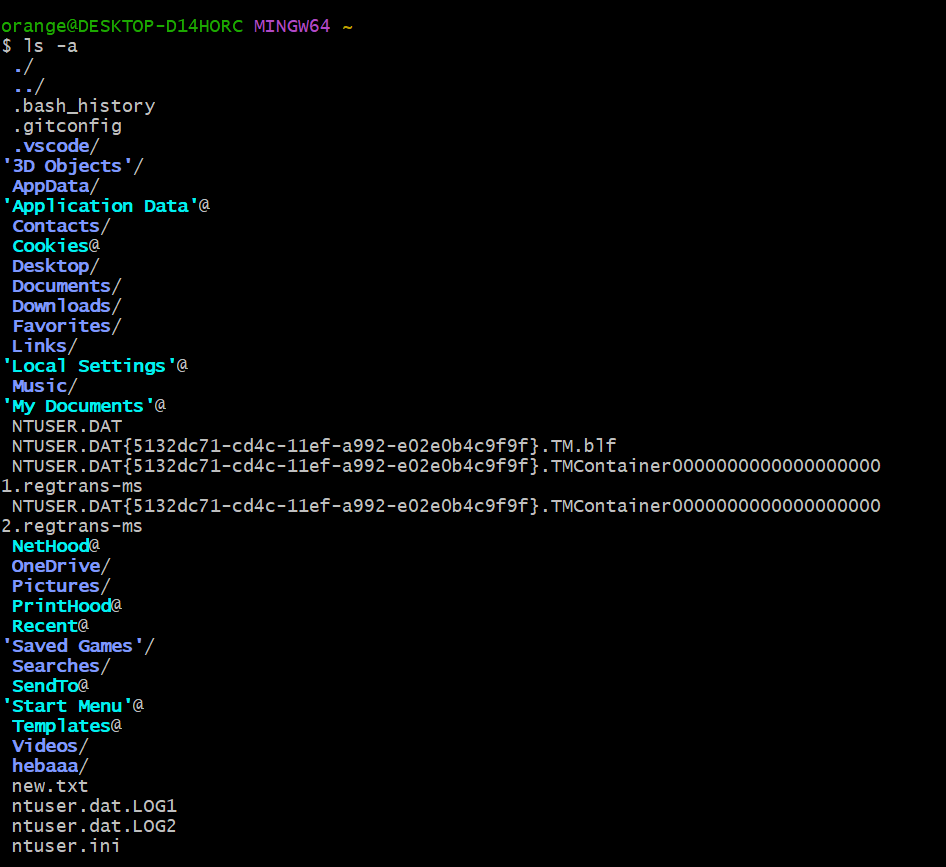 orange@DESKTOP-D14HORC MINGW64 ~
$ ls -a
./
../
.bash_history
.gitconfig
.vscode/
'3D Objects'/
AppData/
'Application Data'@
Contacts/
Cookies@
Desktop/
Documents/
Downloads/
Favorites/
Links/
'Local Settings'@
Music/
'My Documents'@
NTUSER.DAT
NTUSER.DAT{5132dc71-cd4c-11ef-a992-e02e0b4c9f9f}.TM.blf
NTUSER.DAT{5132dc71-cd4c-11ef-a992-e02e0b4c9f9f}.TMContainer0000000000000000000
1.regtrans-ms
NTUSER.DAT{5132dc71-cd4c-11ef-a992-e02e0b4c9f9f}.TMContainer0000000000000000000
2.regtrans-ms
NetHood@
OneDrive/
Pictures/
PrintHood@
Recent@
'Saved Games'/
Searches/
SendTo@
'Start Menu'@
Templates@
Videos/
hebaaa/
new.txt
ntuser.dat.LOG1
ntuser.dat.LOG2
ntuser.ini